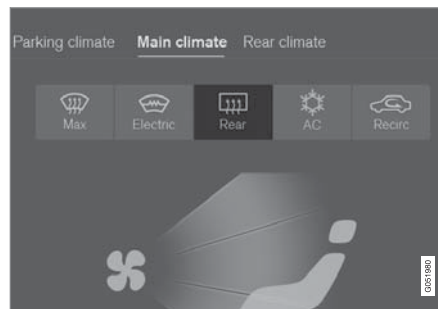 Parking climate Main climate Rear climate
Max Electric Rear AC Recirc
G051980